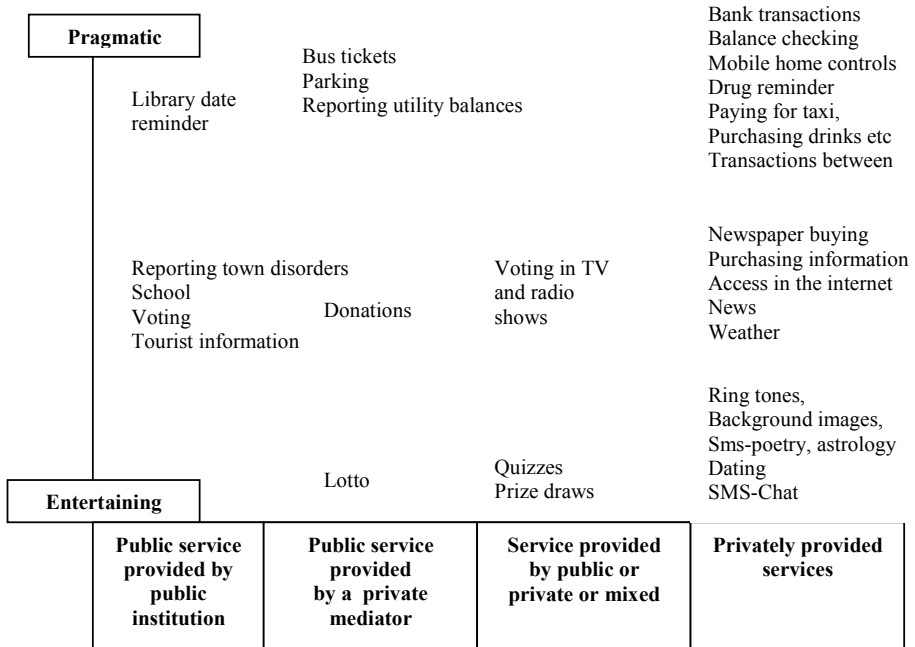 Pragmatic
Library date
reminder
Bus tickets
Parking
Reporting utility balances
Bank transactions
Balance checking
Mobile home controls
Drug reminder
Paying for taxi,
Purchasing drinks etc
Transactions between
Reporting town disorders
School
Voting
Tourist information
Donations
Voting in TV
and radio
shows
Newspaper buying
Purchasing information
Access in the internet
News
Weather
Entertaining
Lotto
Quizzes
Prize draws
Ring tones,
Background images,
Sms-poetry, astrology
Dating
SMS-Chat
Public service
provided by
public
institution
Public service
provided
by a private
mediator
Service provided
by public or
private or mixed
Privately provided
services